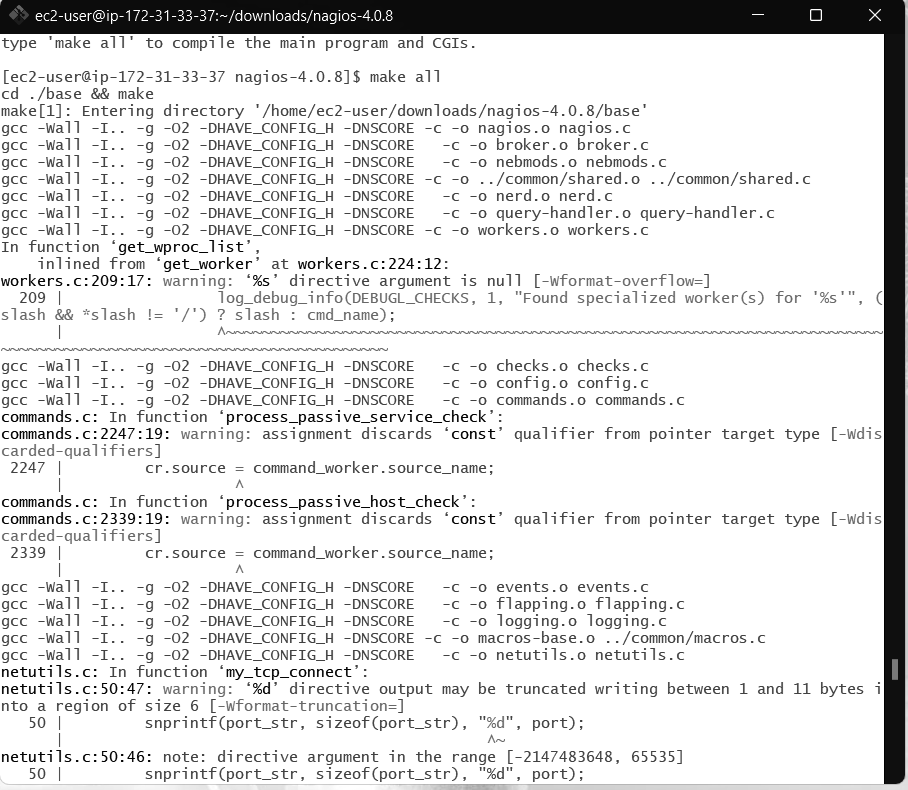 ec2-user@ip-172-31-33-37:~/downloads/nagios-4.0.8
type 'make all' to compile the main program and CGIs.
[ec2-user@ip-172-31-33-37 nagios-4.0.8]$ make all
cd ./base && make
make[1]: Entering directory '/home/ec2-user/downloads/nagios-4.0.8/base'
gcc -Wall -I.. -g -O2 -DHAVE_CONFIG_H -DNSCORE -c -o nagios.o nagios.c
gcc -Wall -I.. -g -O2 -DHAVE_CONFIG_H -DNSCORE   -c -o broker.o broker.c
gcc -Wall -I.. -g -O2 -DHAVE_CONFIG_H -DNSCORE   -c -o nebmods.o nebmods.c
gcc -Wall -I.. -g -O2 -DHAVE_CONFIG_H -DNSCORE -c -o ../common/shared.o ../common/shared.c
gcc -Wall -I.. -g -O2 -DHAVE_CONFIG_H -DNSCORE   -c -o nerd.o nerd.c
gcc -Wall -I.. -g -O2 -DHAVE_CONFIG_H -DNSCORE   -c -o query-handler.o query-handler.c
gcc -Wall -I.. -g -O2 -DHAVE_CONFIG_H -DNSCORE   -c -o workers.o workers.c
In function ‘get_wproc_list’,
    inlined from ‘get_worker’ at workers.c:224:12:
workers.c:209:17: warning: ‘%s’ directive argument is null [-Wformat-overflow=]
  209 |                 log_debug_info(DEBUGL_CHECKS, 1, "Found specialized worker(s) for '%s'", (
slash && *slash != '/') ? slash : cmd_name);
      |                 ^~~~~~~~~~~~~~~~~~~~~~~~~~~~~~~~~~~~~~~~~~~~~~~~~~~~~~~~~~~~~~~~~~~~~~~~~~
~~~~~~~~~~~~~~~~~~~~~~~~~~~~~~~~~~~~~~~~~~~
gcc -Wall -I.. -g -O2 -DHAVE_CONFIG_H -DNSCORE   -c -o checks.o checks.c
gcc -Wall -I.. -g -O2 -DHAVE_CONFIG_H -DNSCORE   -c -o config.o config.c
gcc -Wall -I.. -g -O2 -DHAVE_CONFIG_H -DNSCORE   -c -o commands.o commands.c
commands.c: In function ‘process_passive_service_check’:
commands.c:2247:19: warning: assignment discards ‘const’ qualifier from pointer target type [-Wdis
carded-qualifiers]
 2247 |         cr.source = command_worker.source_name;
      |                   ^
commands.c: In function ‘process_passive_host_check’:
commands.c:2339:19: warning: assignment discards ‘const’ qualifier from pointer target type [-Wdis
carded-qualifiers]
 2339 |         cr.source = command_worker.source_name;
      |                   ^
gcc -Wall -I.. -g -O2 -DHAVE_CONFIG_H -DNSCORE   -c -o events.o events.c
gcc -Wall -I.. -g -O2 -DHAVE_CONFIG_H -DNSCORE   -c -o flapping.o flapping.c
gcc -Wall -I.. -g -O2 -DHAVE_CONFIG_H -DNSCORE   -c -o logging.o logging.c
gcc -Wall -I.. -g -O2 -DHAVE_CONFIG_H -DNSCORE -c -o macros-base.o ../common/macros.c
gcc -Wall -I.. -g -O2 -DHAVE_CONFIG_H -DNSCORE   -c -o netutils.o netutils.c
netutils.c: In function ‘my_tcp_connect’:
netutils.c:50:47: warning: ‘%d’ directive output may be truncated writing between 1 and 11 bytes i
nto a region of size 6 [-Wformat-truncation=]
   50 |         snprintf(port_str, sizeof(port_str), "%d", port);
      |                                               ^~
netutils.c:50:46: note: directive argument in the range [-2147483648, 65535]
   50 |         snprintf(port_str, sizeof(port_str), "%d", port);